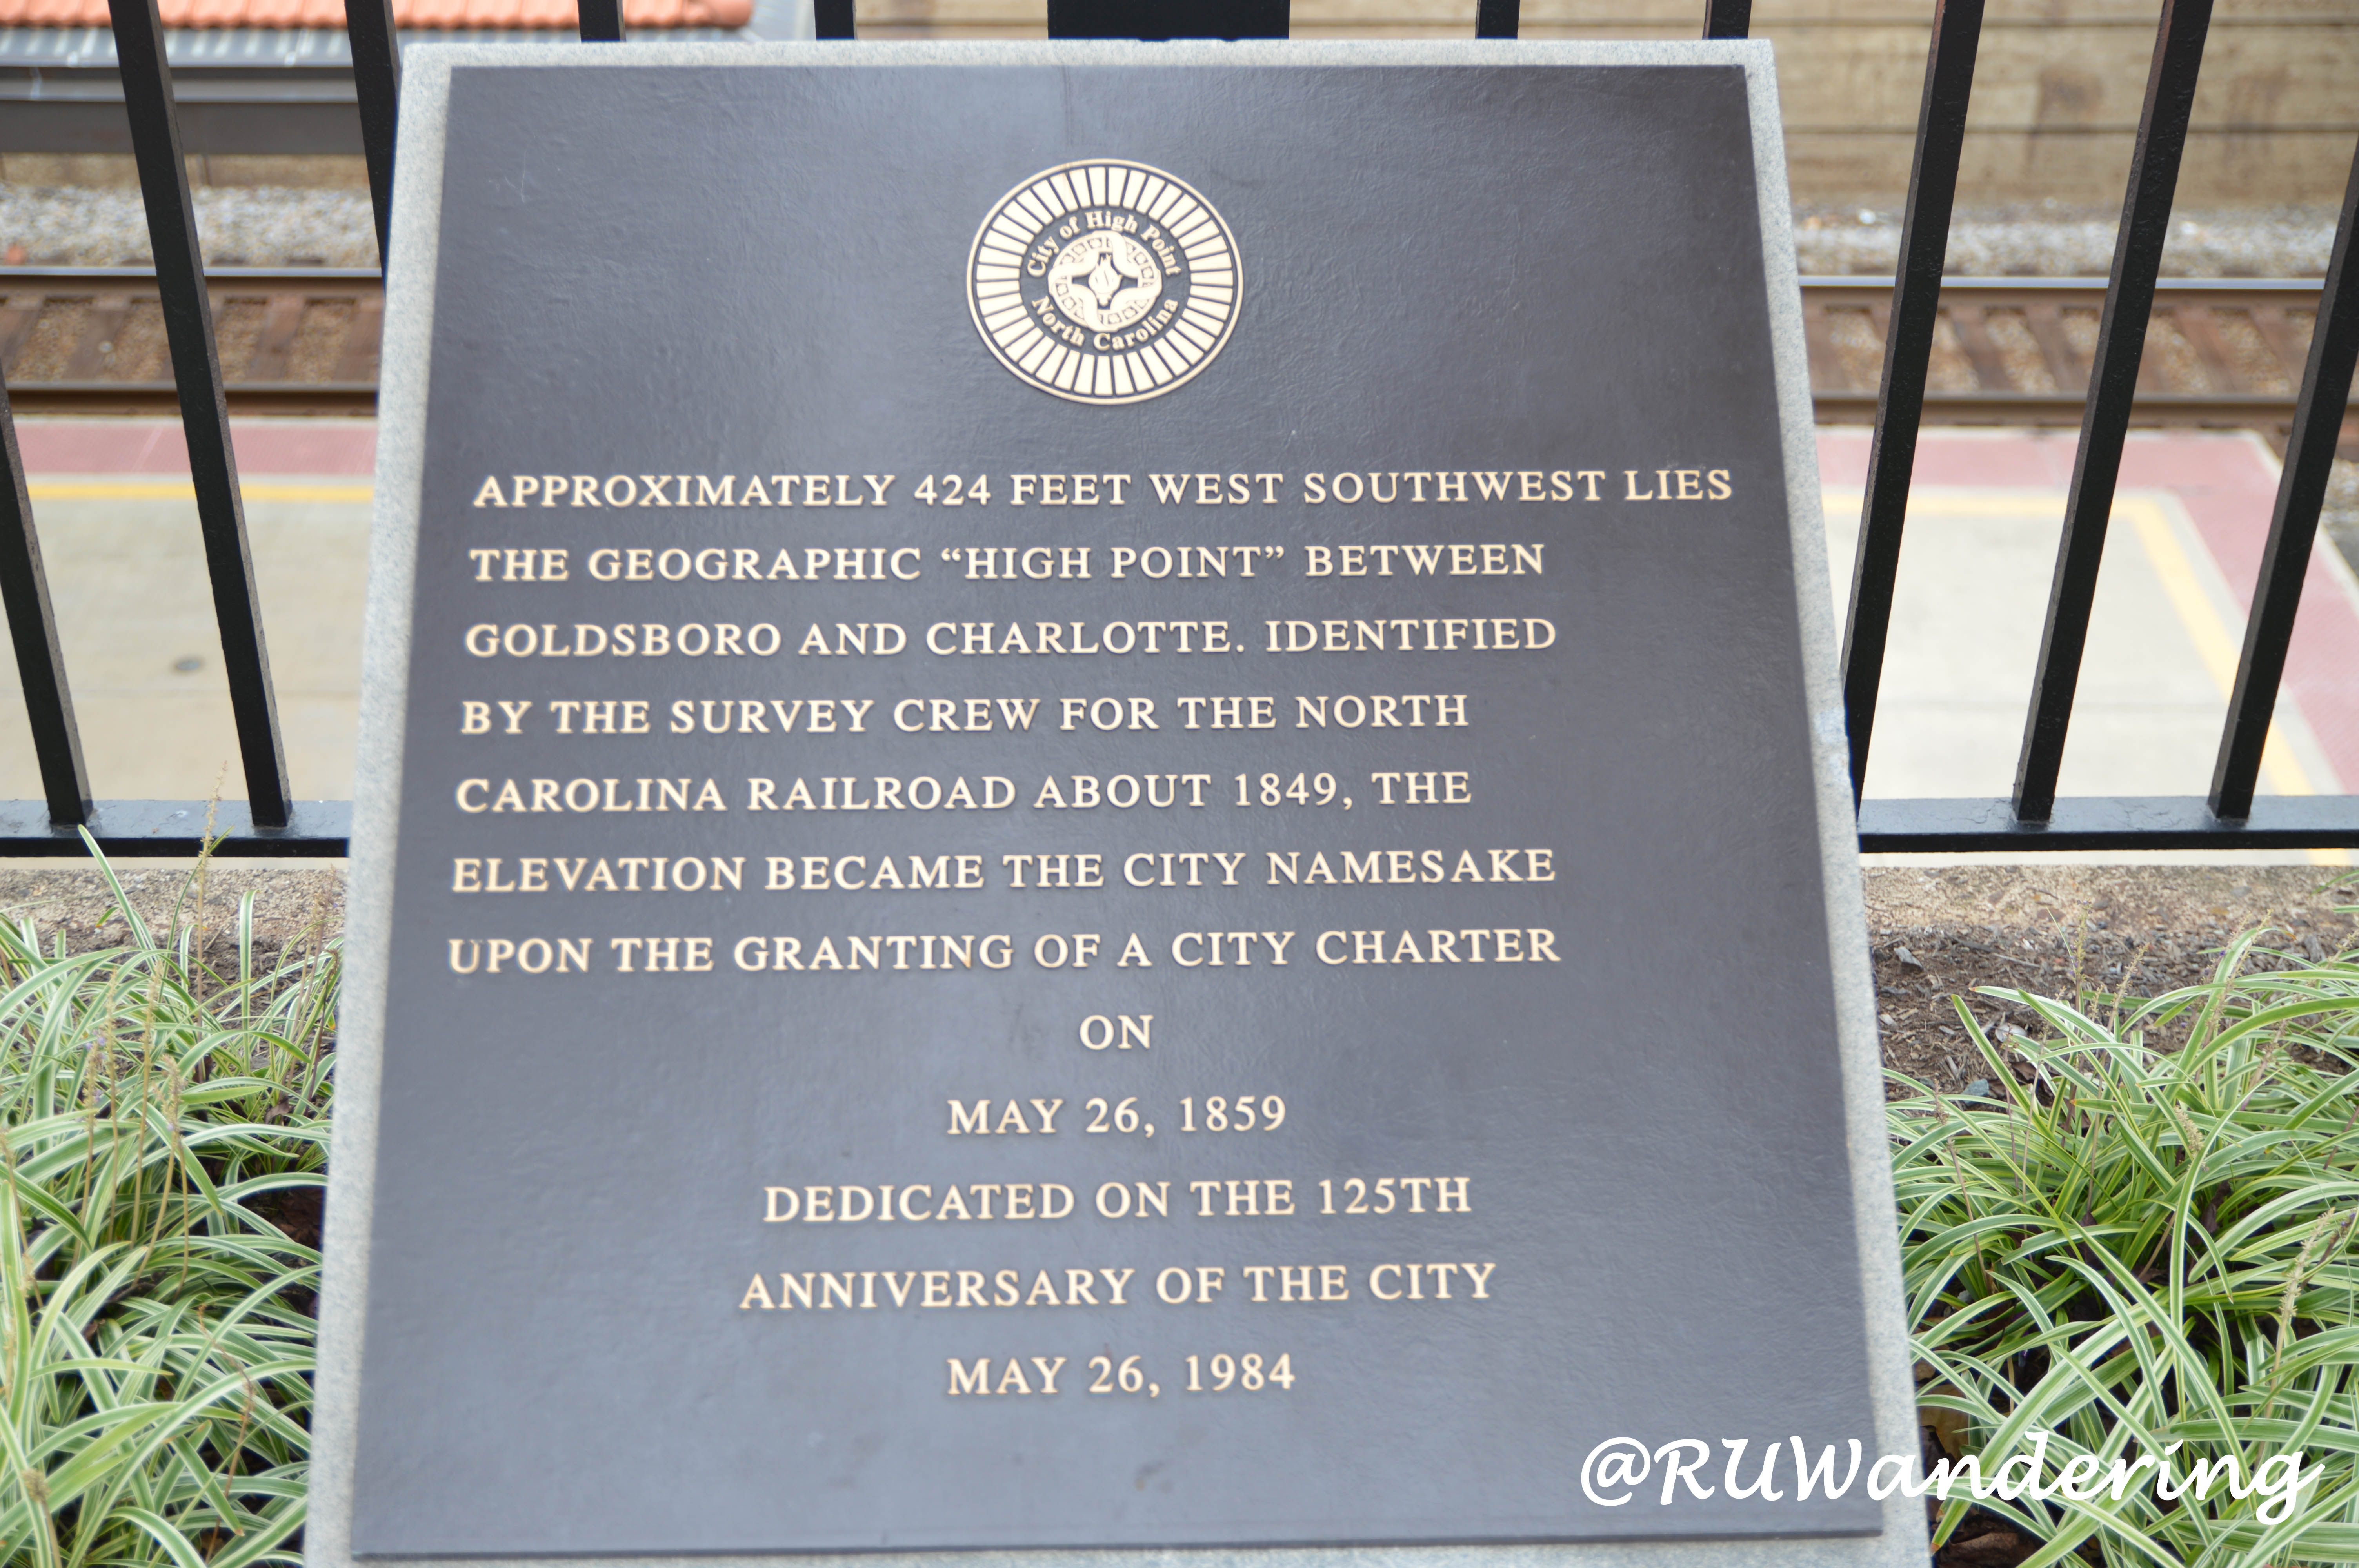 City of High Point
North Carolina
APPROXIMATELY 424 FEET WEST SOUTHWEST LIES
THE GEOGRAPHIC “HIGH POINT” BETWEEN
GOLDSBORO AND CHARLOTTE. IDENTIFIED
BY THE SURVEY CREW FOR THE NORTH
CAROLINA RAILROAD ABOUT 1849, THE
ELEVATION BECAME THE CITY NAMESAKE
UPON THE GRANTING OF A CITY CHARTER
ON
MAY 26, 1859
DEDICATED ON THE 125TH
ANNIVERSARY OF THE CITY
MAY 26, 1984
@RUWandering